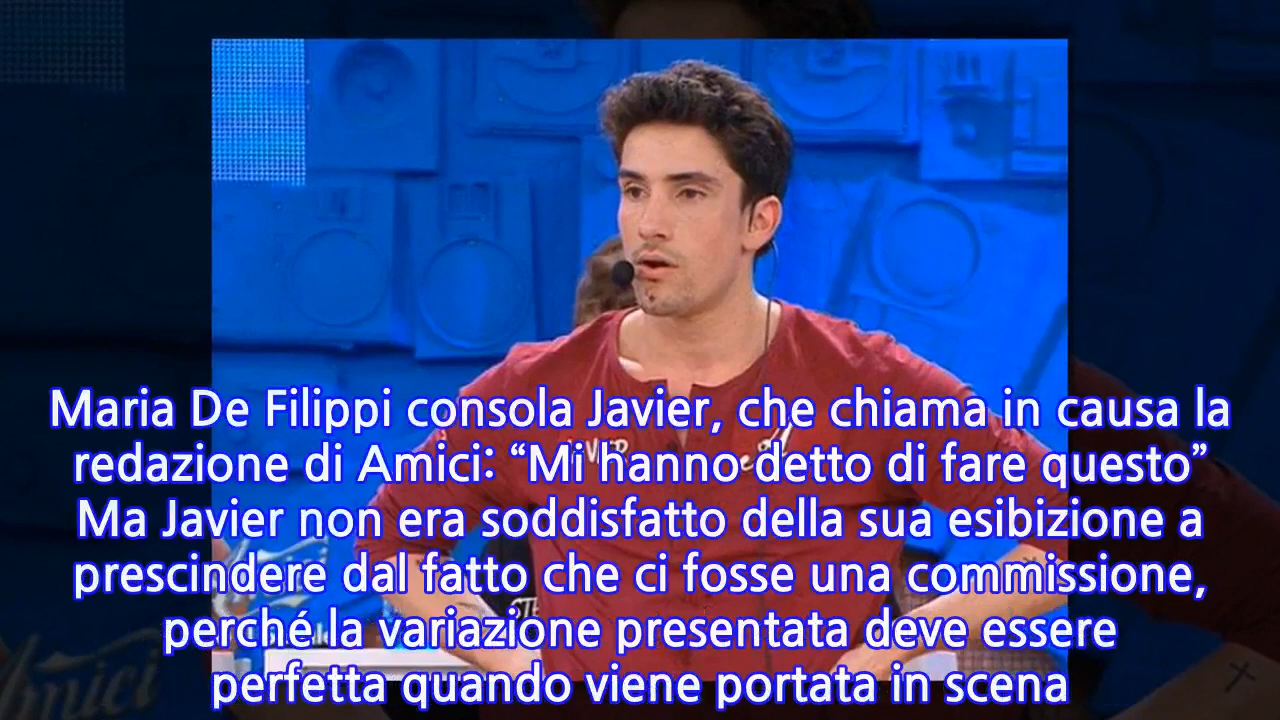 Maria De Filippi consola Javier, che chiama in causa la
redazione di Amici: “Mi hanno detto di fare questo”
Ma Javier non era soddisfatto della sua esibizione a
prescindere dal fatto che ci fosse una commissione,
perché la variazione presentata deve essere
perfetta quando viene portata in scena
Amici